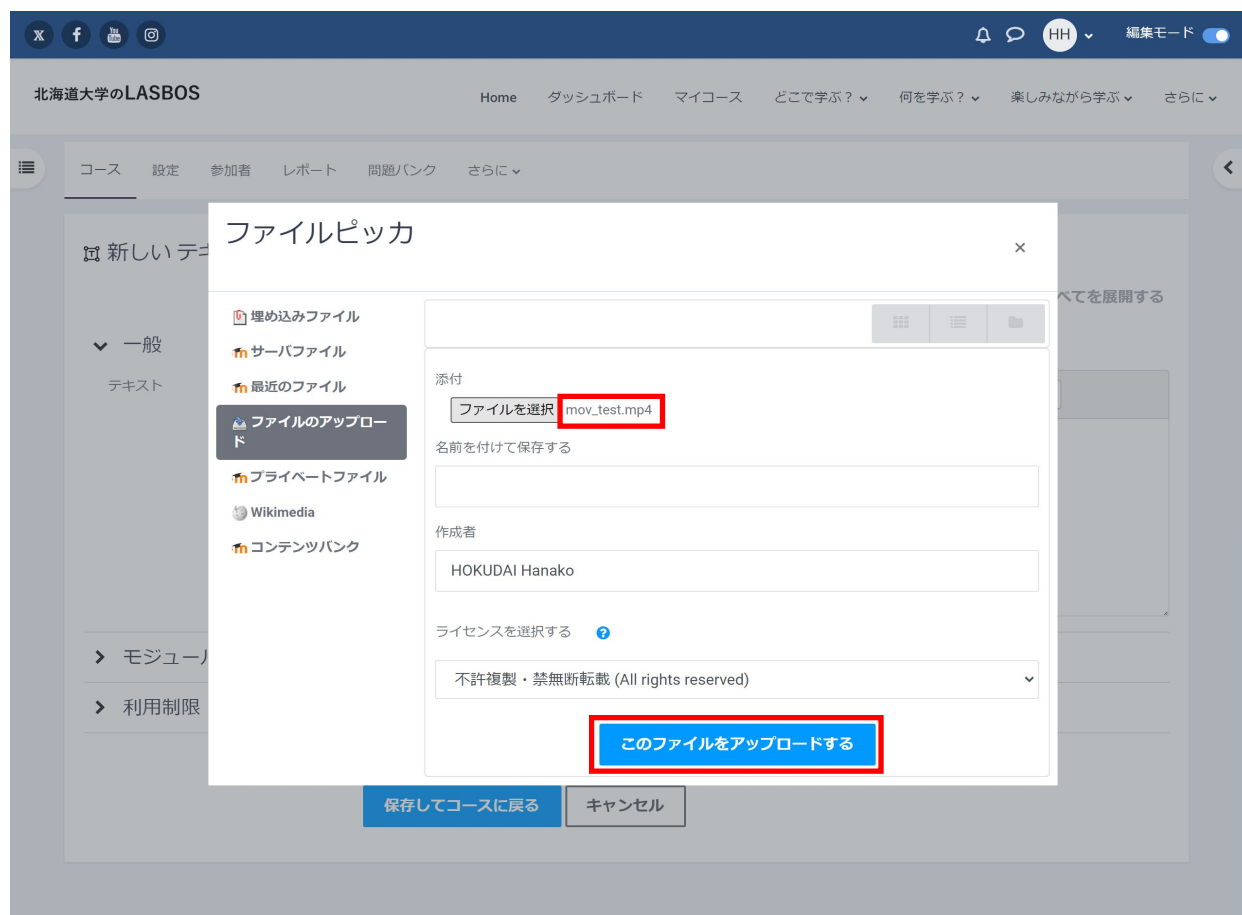 HH
編集モード
北海道大学のLASBOS
Home ダッシュボード マイコース どこで学ぶ? 何を学ぶ? 楽しみながら学ぶ さらに
コース 設定 参加者 レポート 問題バンク さらに
ファイルピッカ
×
新しい テキ
べてを展開する
一般
テキスト
埋め込みファイル
サーバファイル
最近のファイル
ファイルのアップロー
ド
プライベートファイル
Wikimedia
コンテンツバンク
添付
ファイルを選択 mov_test.mp4
名前を付けて保存する
作成者
HOKUDAI Hanako
ライセンスを選択する
不許複製・禁無断転載 (All rights reserved)
このファイルをアップロードする
モジュール
利用制限
保存してコースに戻る キャンセル